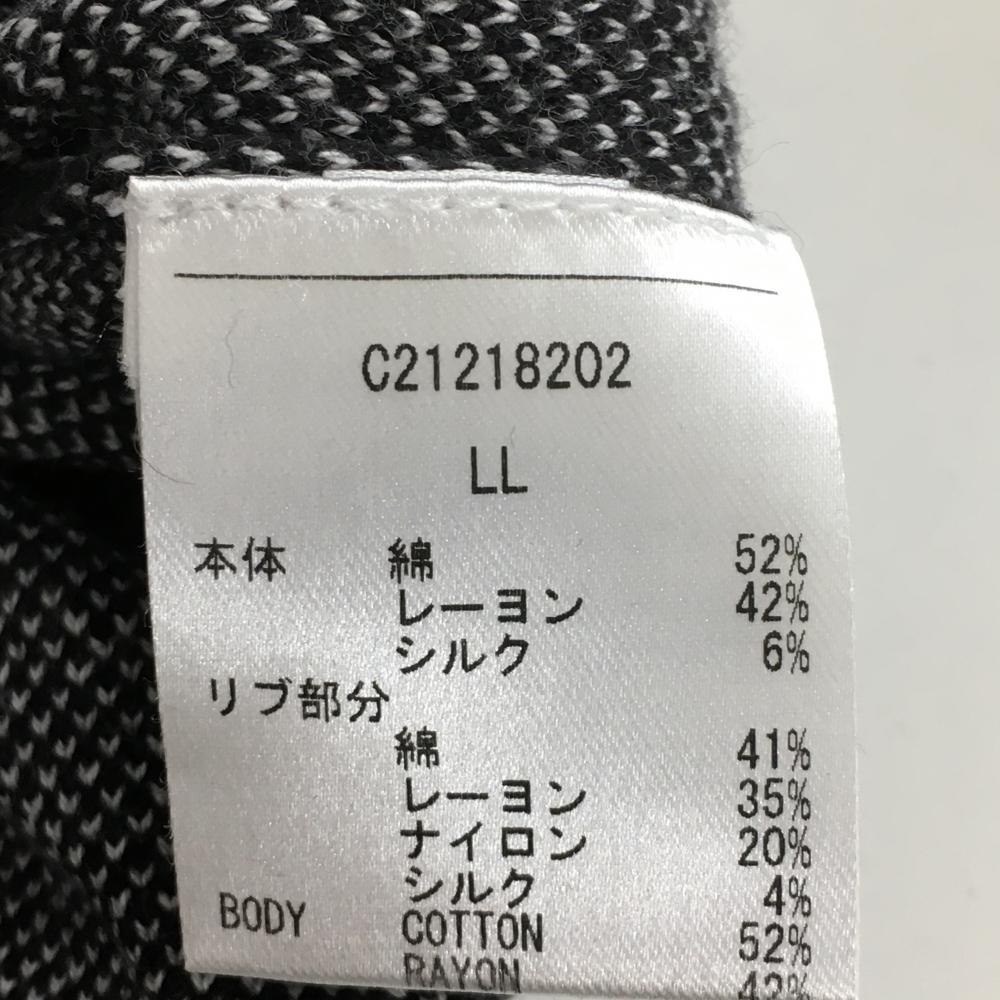 C21218202
LL
本体 綿 52%
レーヨン 42%
シルク 6%
リブ部分
綿 41%
レーヨン 35%
ナイロン 20%
シルク 4%
BODY COTTON 52%
RAYON 42%